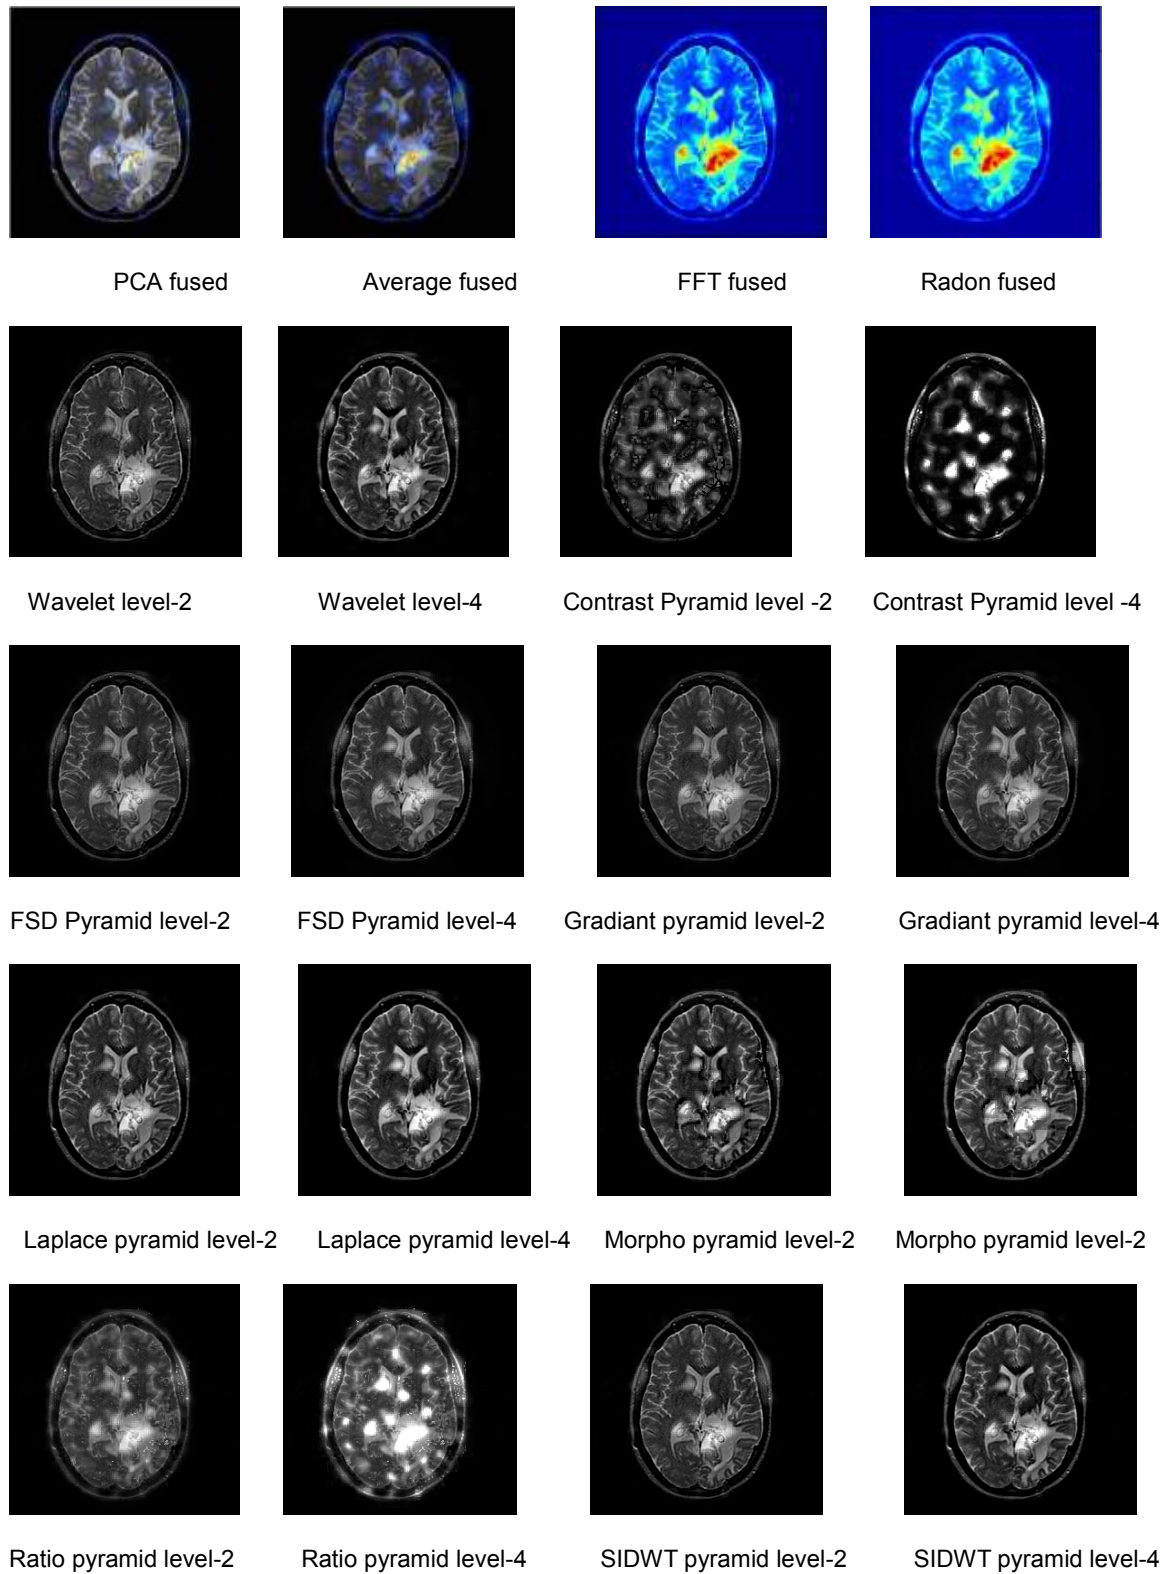 PCA fused Average fused FFT fused Radon fused
Wavelet level-2 Wavelet level-4 Contrast Pyramid level -2 Contrast Pyramid level -4
FSD Pyramid level-2 FSD Pyramid level-4 Gradiant pyramid level-2 Gradiant pyramid level-4
Laplace pyramid level-2 Laplace pyramid level-4 Morpho pyramid level-2 Morpho pyramid level-2
Ratio pyramid level-2 Ratio pyramid level-4 SIDWT pyramid level-2 SIDWT pyramid level-4